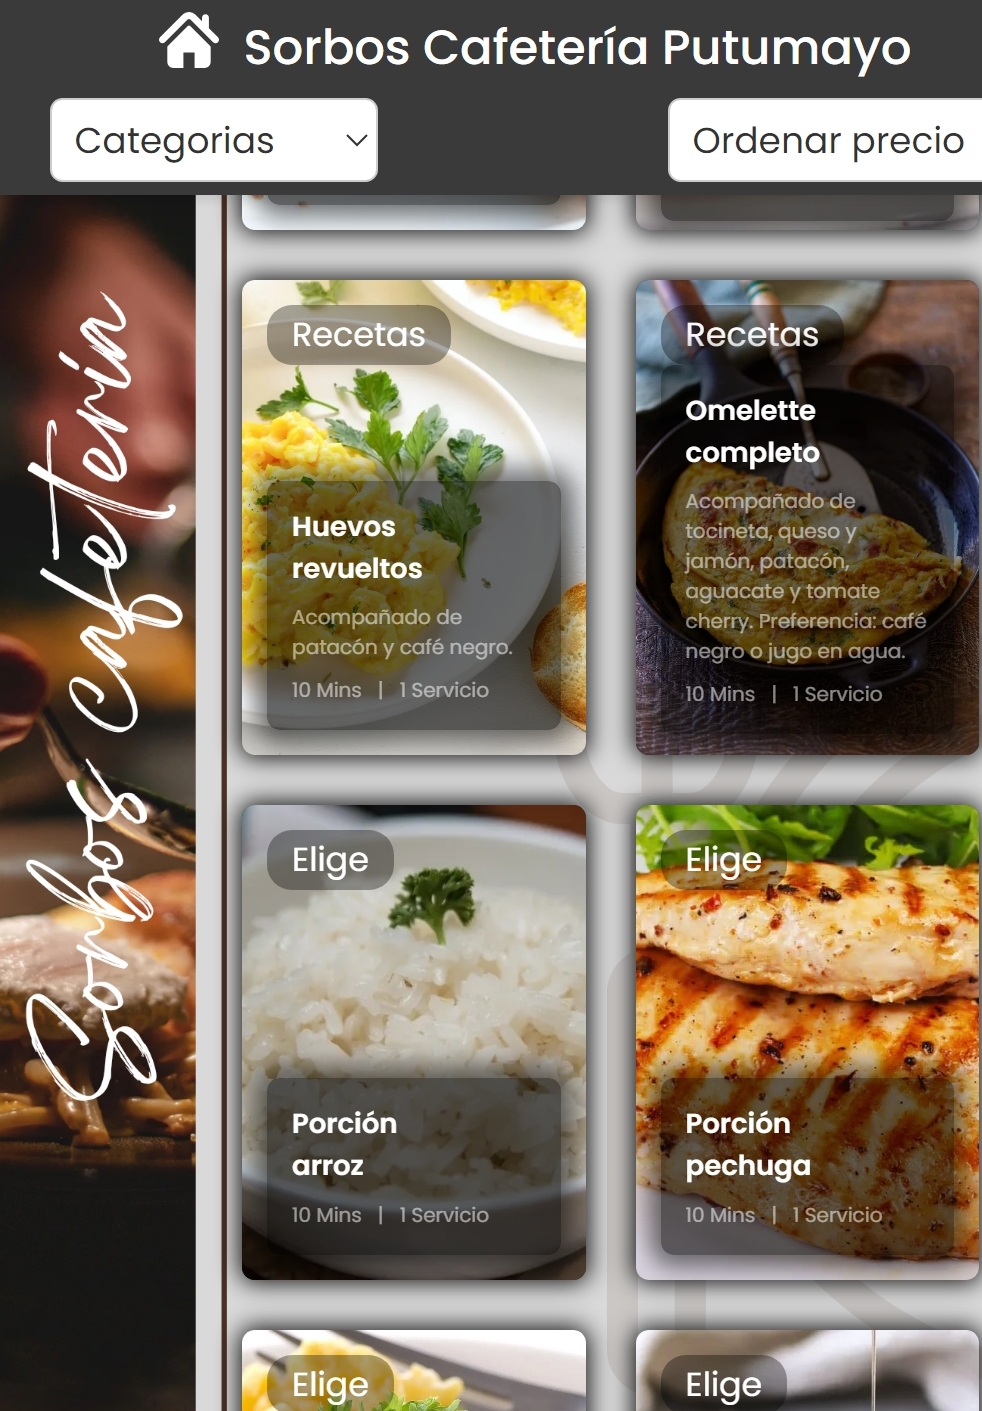 Sorbos Cafetería Putumayo
Categorias
Ordenar precio
Sorbos cafetería
Recetas
Huevos
revueltos
Acompañado de
patacón y café negro.
10 Mins | 1 Servicio
Recetas
Omelette
completo
Acompañado de
tocineta, queso y
jamón, patacón,
aguacate y tomate
cherry. Preferencia: café
negro o jugo en agua.
10 Mins | 1 Servicio
Elige
Porción
arroz
10 Mins | 1 Servicio
Elige
Porción
pechuga
10 Mins | 1 Servicio
Elige
Elige